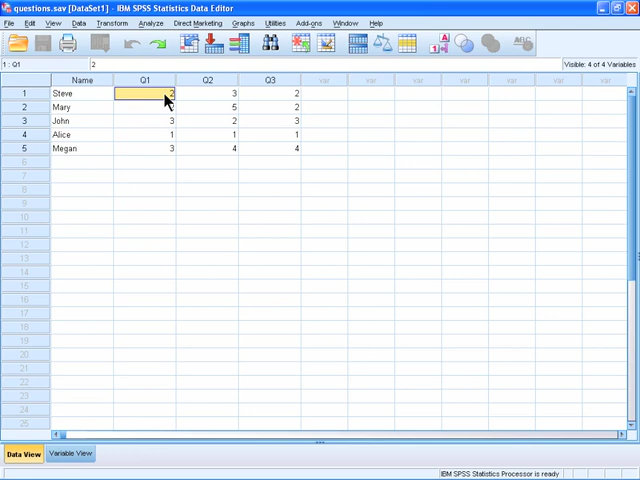 questions.sav [DataSet1] - IBM SPSS Statistics Data Editor
File Edit View Data Transform Analyze Direct Marketing Graphs Utilities Add-ons Window Help
1 : Q1 2 Visible: 4 of 4 Variables
Name Q1 Q2 Q3 var var var var var var var
1 Steve 2 3 2
2 Mary 5 2
3 John 3 2 3
4 Alice 1 1 1
5 Megan 3 4 4
6
7
8
9
10
11
12
13
14
15
16
17
18
19
20
21
22
23
24
25
Data View Variable View
IBM SPSS Statistics Processor is ready